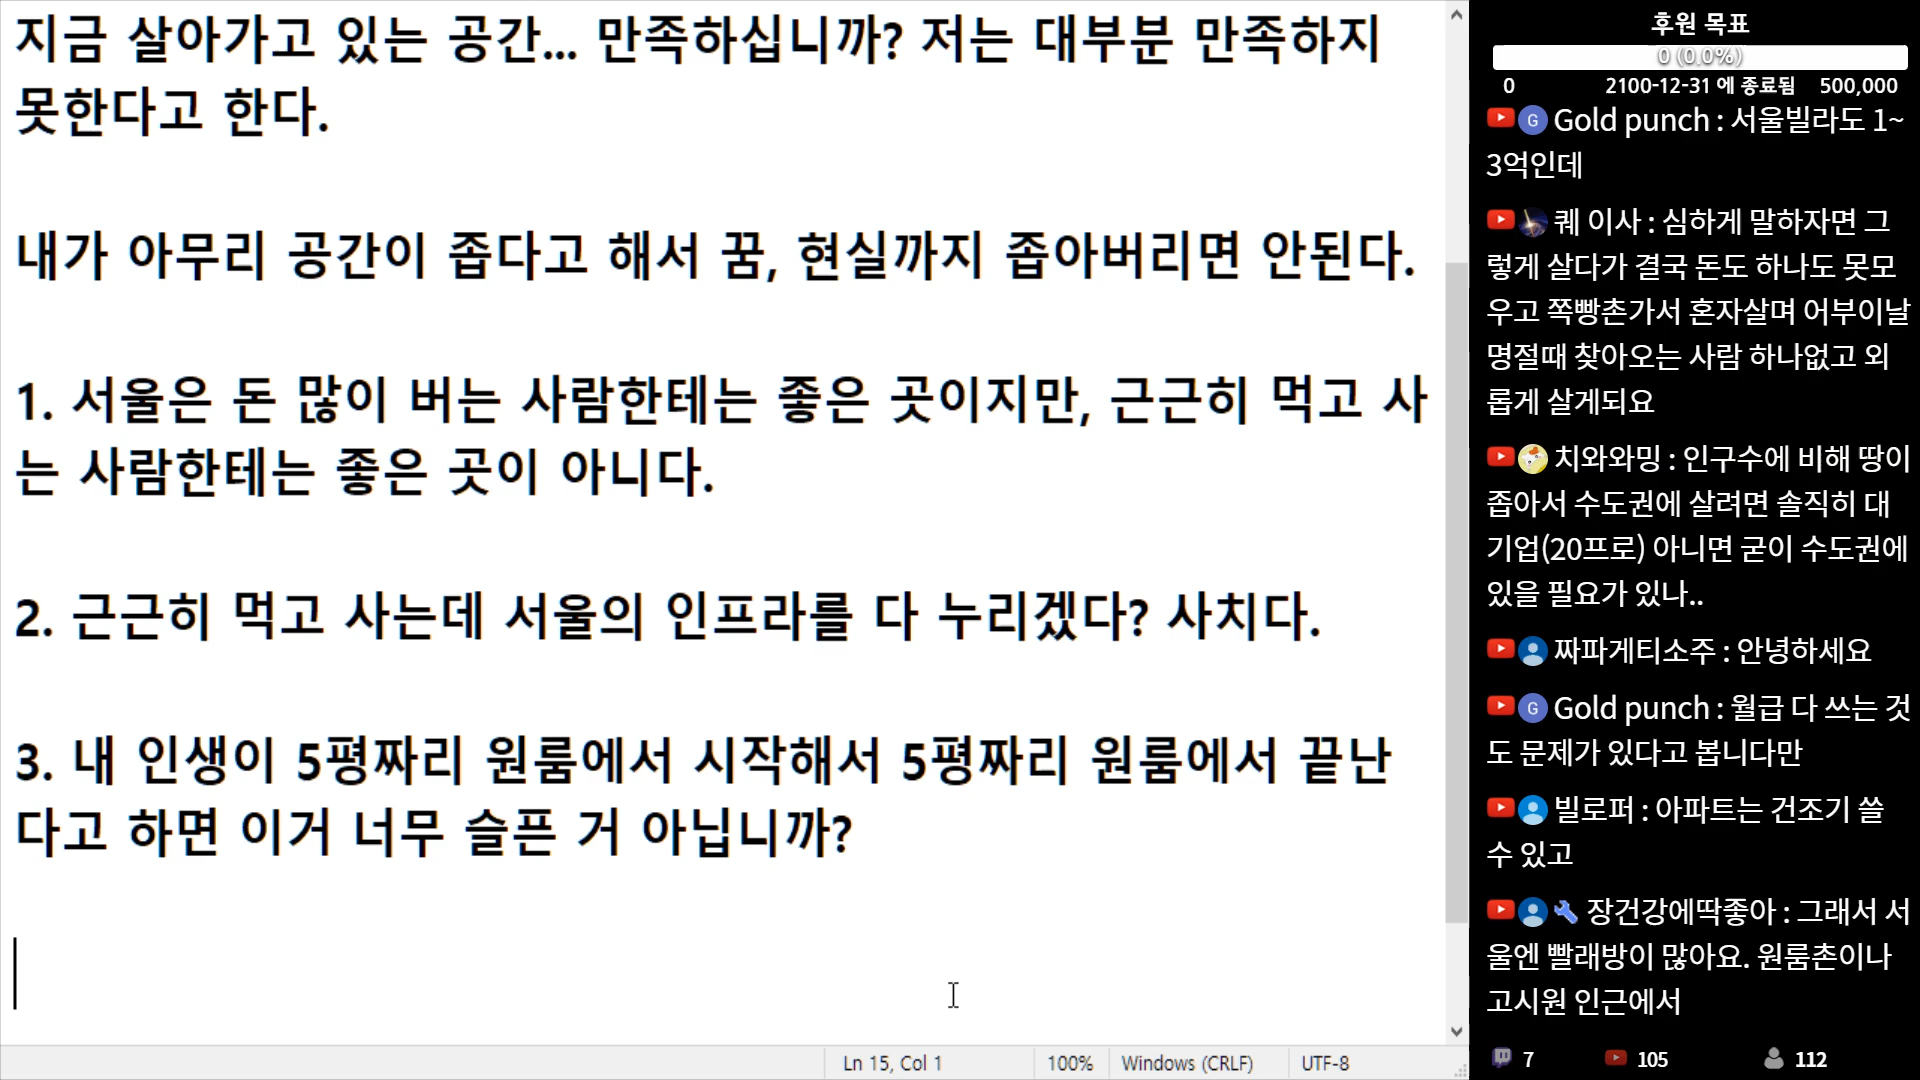 지금 살아가고 있는 공간... 만족하십니까? 저는 대부분 만족하지
못한다고 한다.
내가 아무리 공간이 좁다고 해서 꿈, 현실까지 좁아버리면 안된다.
1. 서울은 돈 많이 버는 사람한테는 좋은 곳이지만, 근근히 먹고 사
는 사람한테는 좋은 곳이 아니다.
2. 근근히 먹고 사는데 서울의 인프라를 다 누리겠다? 사치다.
3. 내 인생이 5평짜리 원룸에서 시작해서 5평짜리 원룸에서 끝난
다고 하면 이거 너무 슬픈 거 아닙니까?
Ln 15, Col 1
100%
Windows (CRLF)
UTF-8
후원 목표
0 (0.0%)
0 2100-12-31 에 종료됨 500,000
G Gold punch : 서울빌라도 1~
3억인데
퀘 이사 : 심하게 말하자면 그
렇게 살다가 결국 돈도 하나도 못모
우고 쪽빵촌가서 혼자살며 어부이날
명절때 찾아오는 사람 하나없고 외
롭게 살게되요
치와와밍 : 인구수에 비해 땅이
좁아서 수도권에 살려면 솔직히 대
기업(20프로) 아니면 굳이 수도권에
있을 필요가 있나..
짜파게티소주 : 안녕하세요
G Gold punch : 월급 다 쓰는 것
도 문제가 있다고 봅니다만
빌로퍼 : 아파트는 건조기 쓸
수 있고
장건강에딱좋아 : 그래서 서
울엔 빨래방이 많아요. 원룸촌이나
고시원 인근에서
7 105 112